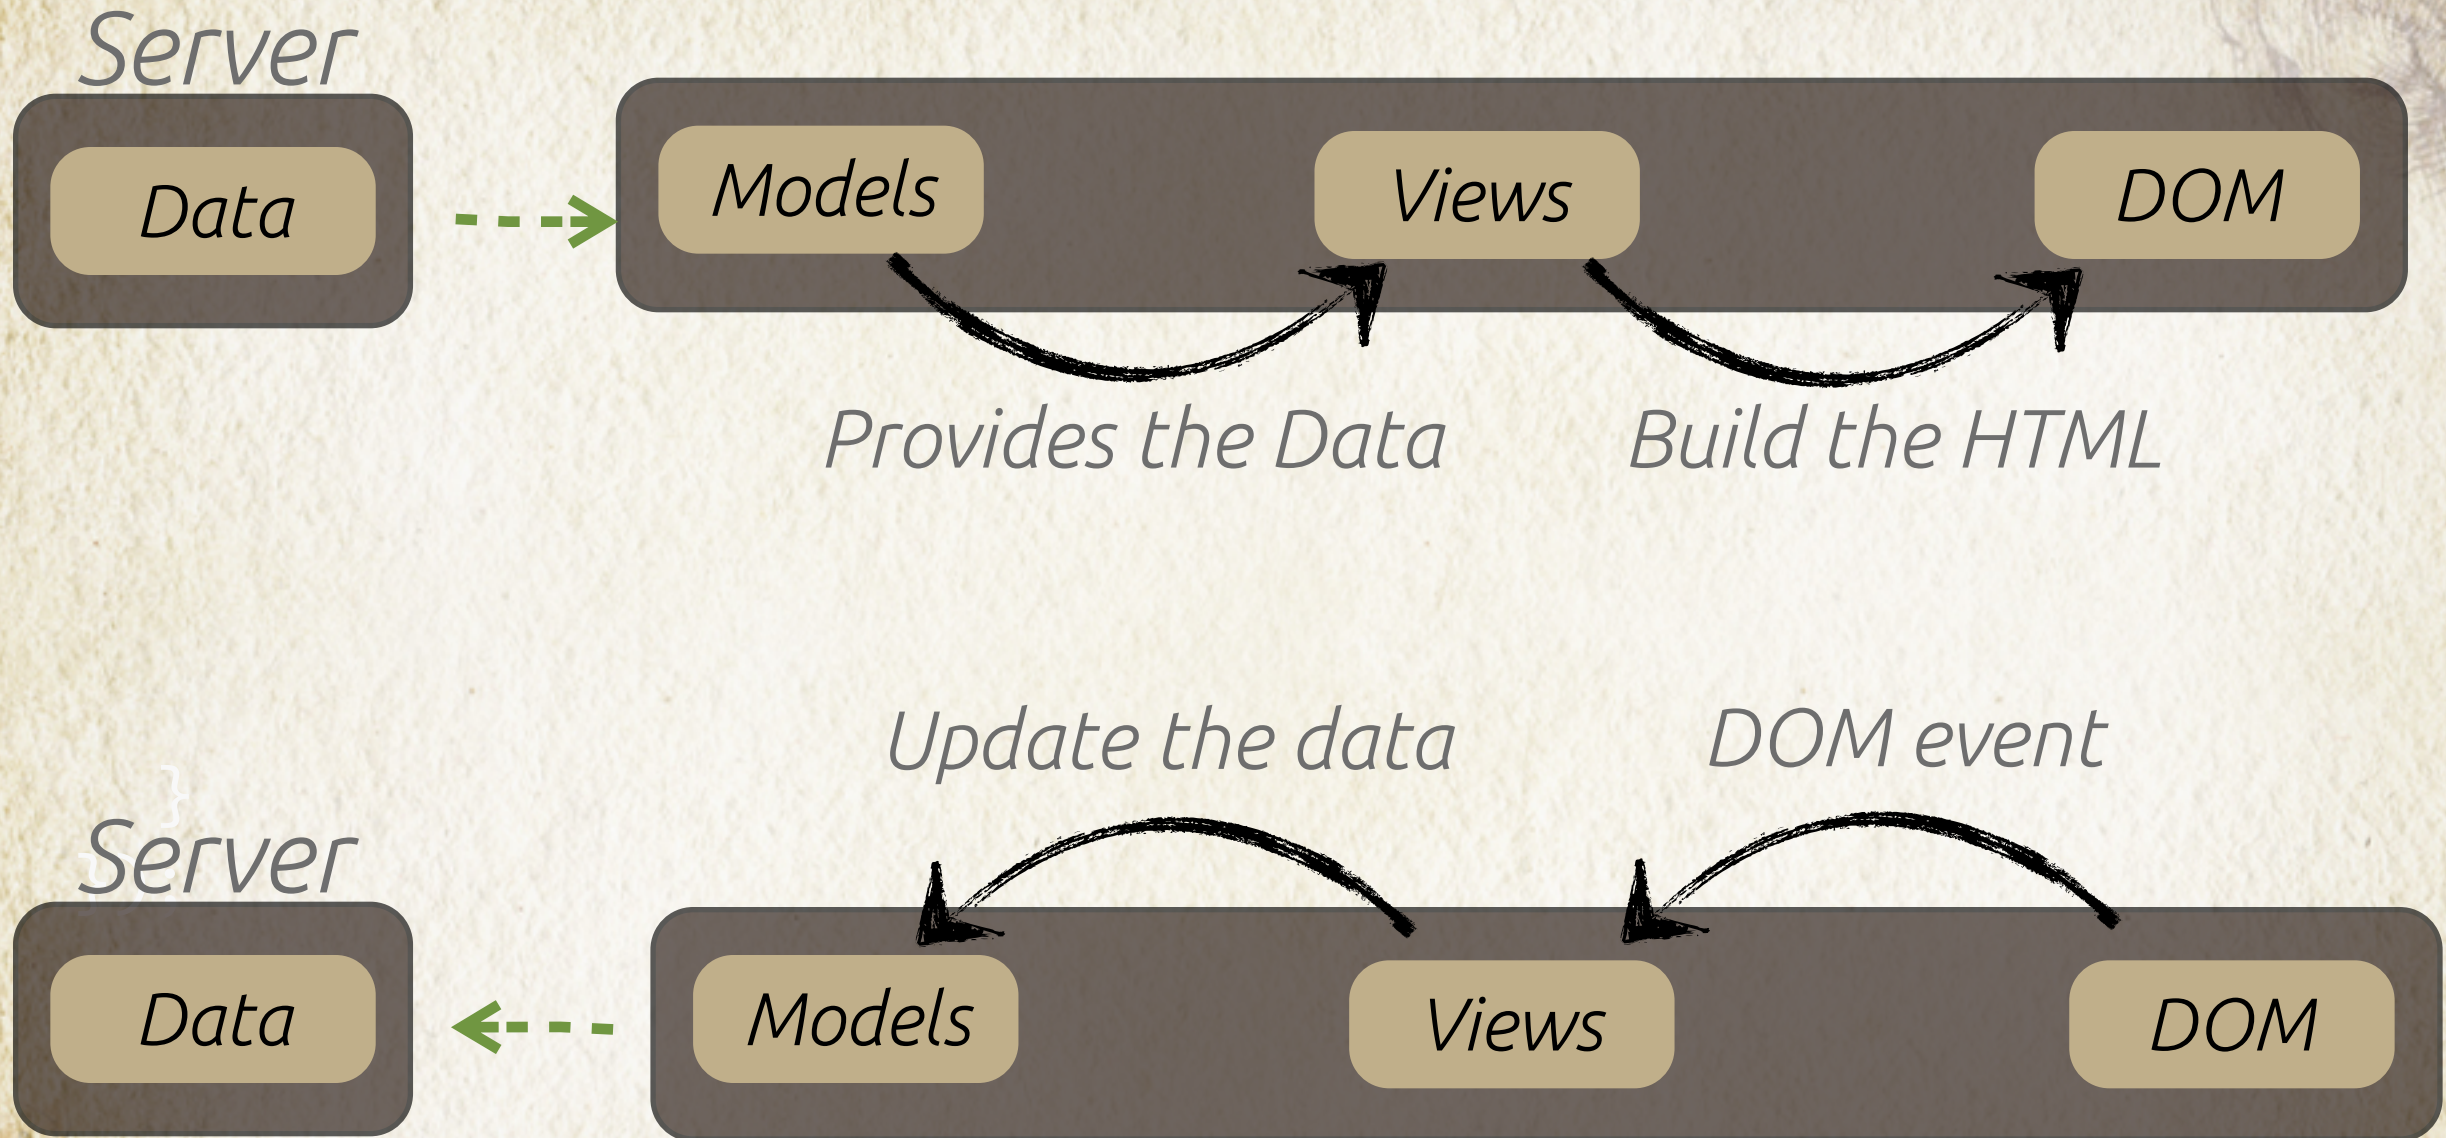 Server
Data
Models
Views
DOM
Provides the Data
Build the HTML
Update the data
DOM event
}
Server
Data
Models
Views
DOM